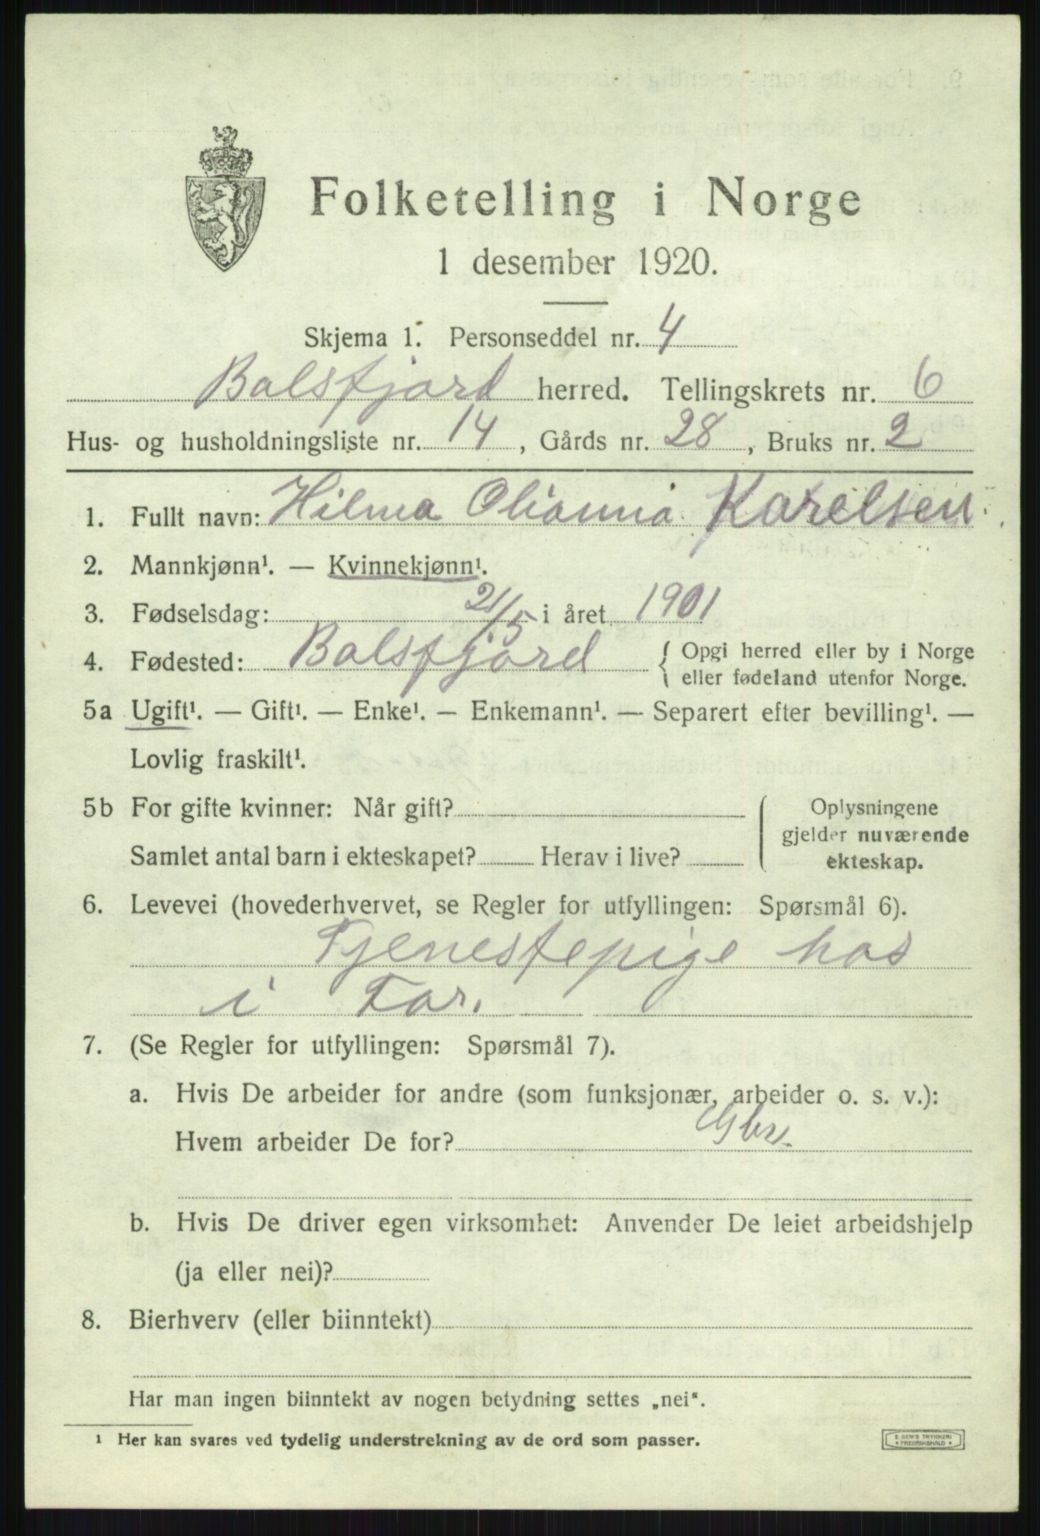 Folketelling i Norge
1 desember 1920.
Skjema 1. Personseddel nr. 4
Balsfjord herred. Tellingskrets nr. 6
Hus- og husholdningsliste nr. 14, Gårds nr. 28, Bruks nr. 2
1. Fullt navn: Hilma Olianna Karelsen
2. Mannkjønn¹. — Kvinnekjønn¹.
3. Fødselsdag: 21/5 i året 1901
4. Fødested: Balsfjord { Opgi herred eller by i Norge
eller fødeland utenfor Norge.
5a Ugift¹. — Gift¹. — Enke¹. — Enkemann¹. — Separert efter bevilling¹. —
Lovlig fraskilt¹.
5b For gifte kvinner: Når gift?
Samlet antal barn i ekteskapet? Herav i live?
Oplysningene
gjelder nuværende
ekteskap.
6. Levevei (hovederhvervet, se Regler for utfyllingen: Spørsmål 6).
Tjenestepige hos
i Far.
7. (Se Regler for utfyllingen: Spørsmål 7).
a. Hvis De arbeider for andre (som funksjonær, arbeider o. s. v.):
Hvem arbeider De for? Gbr.
b. Hvis De driver egen virksomhet: Anvender De leiet arbeidshjelp
(ja eller nei)?
8. Bierhverv (eller biinntekt)
Har man ingen biinntekt av nogen betydning settes „nei“.
¹ Her kan svares ved tydelig understrekning av de ord som passer.